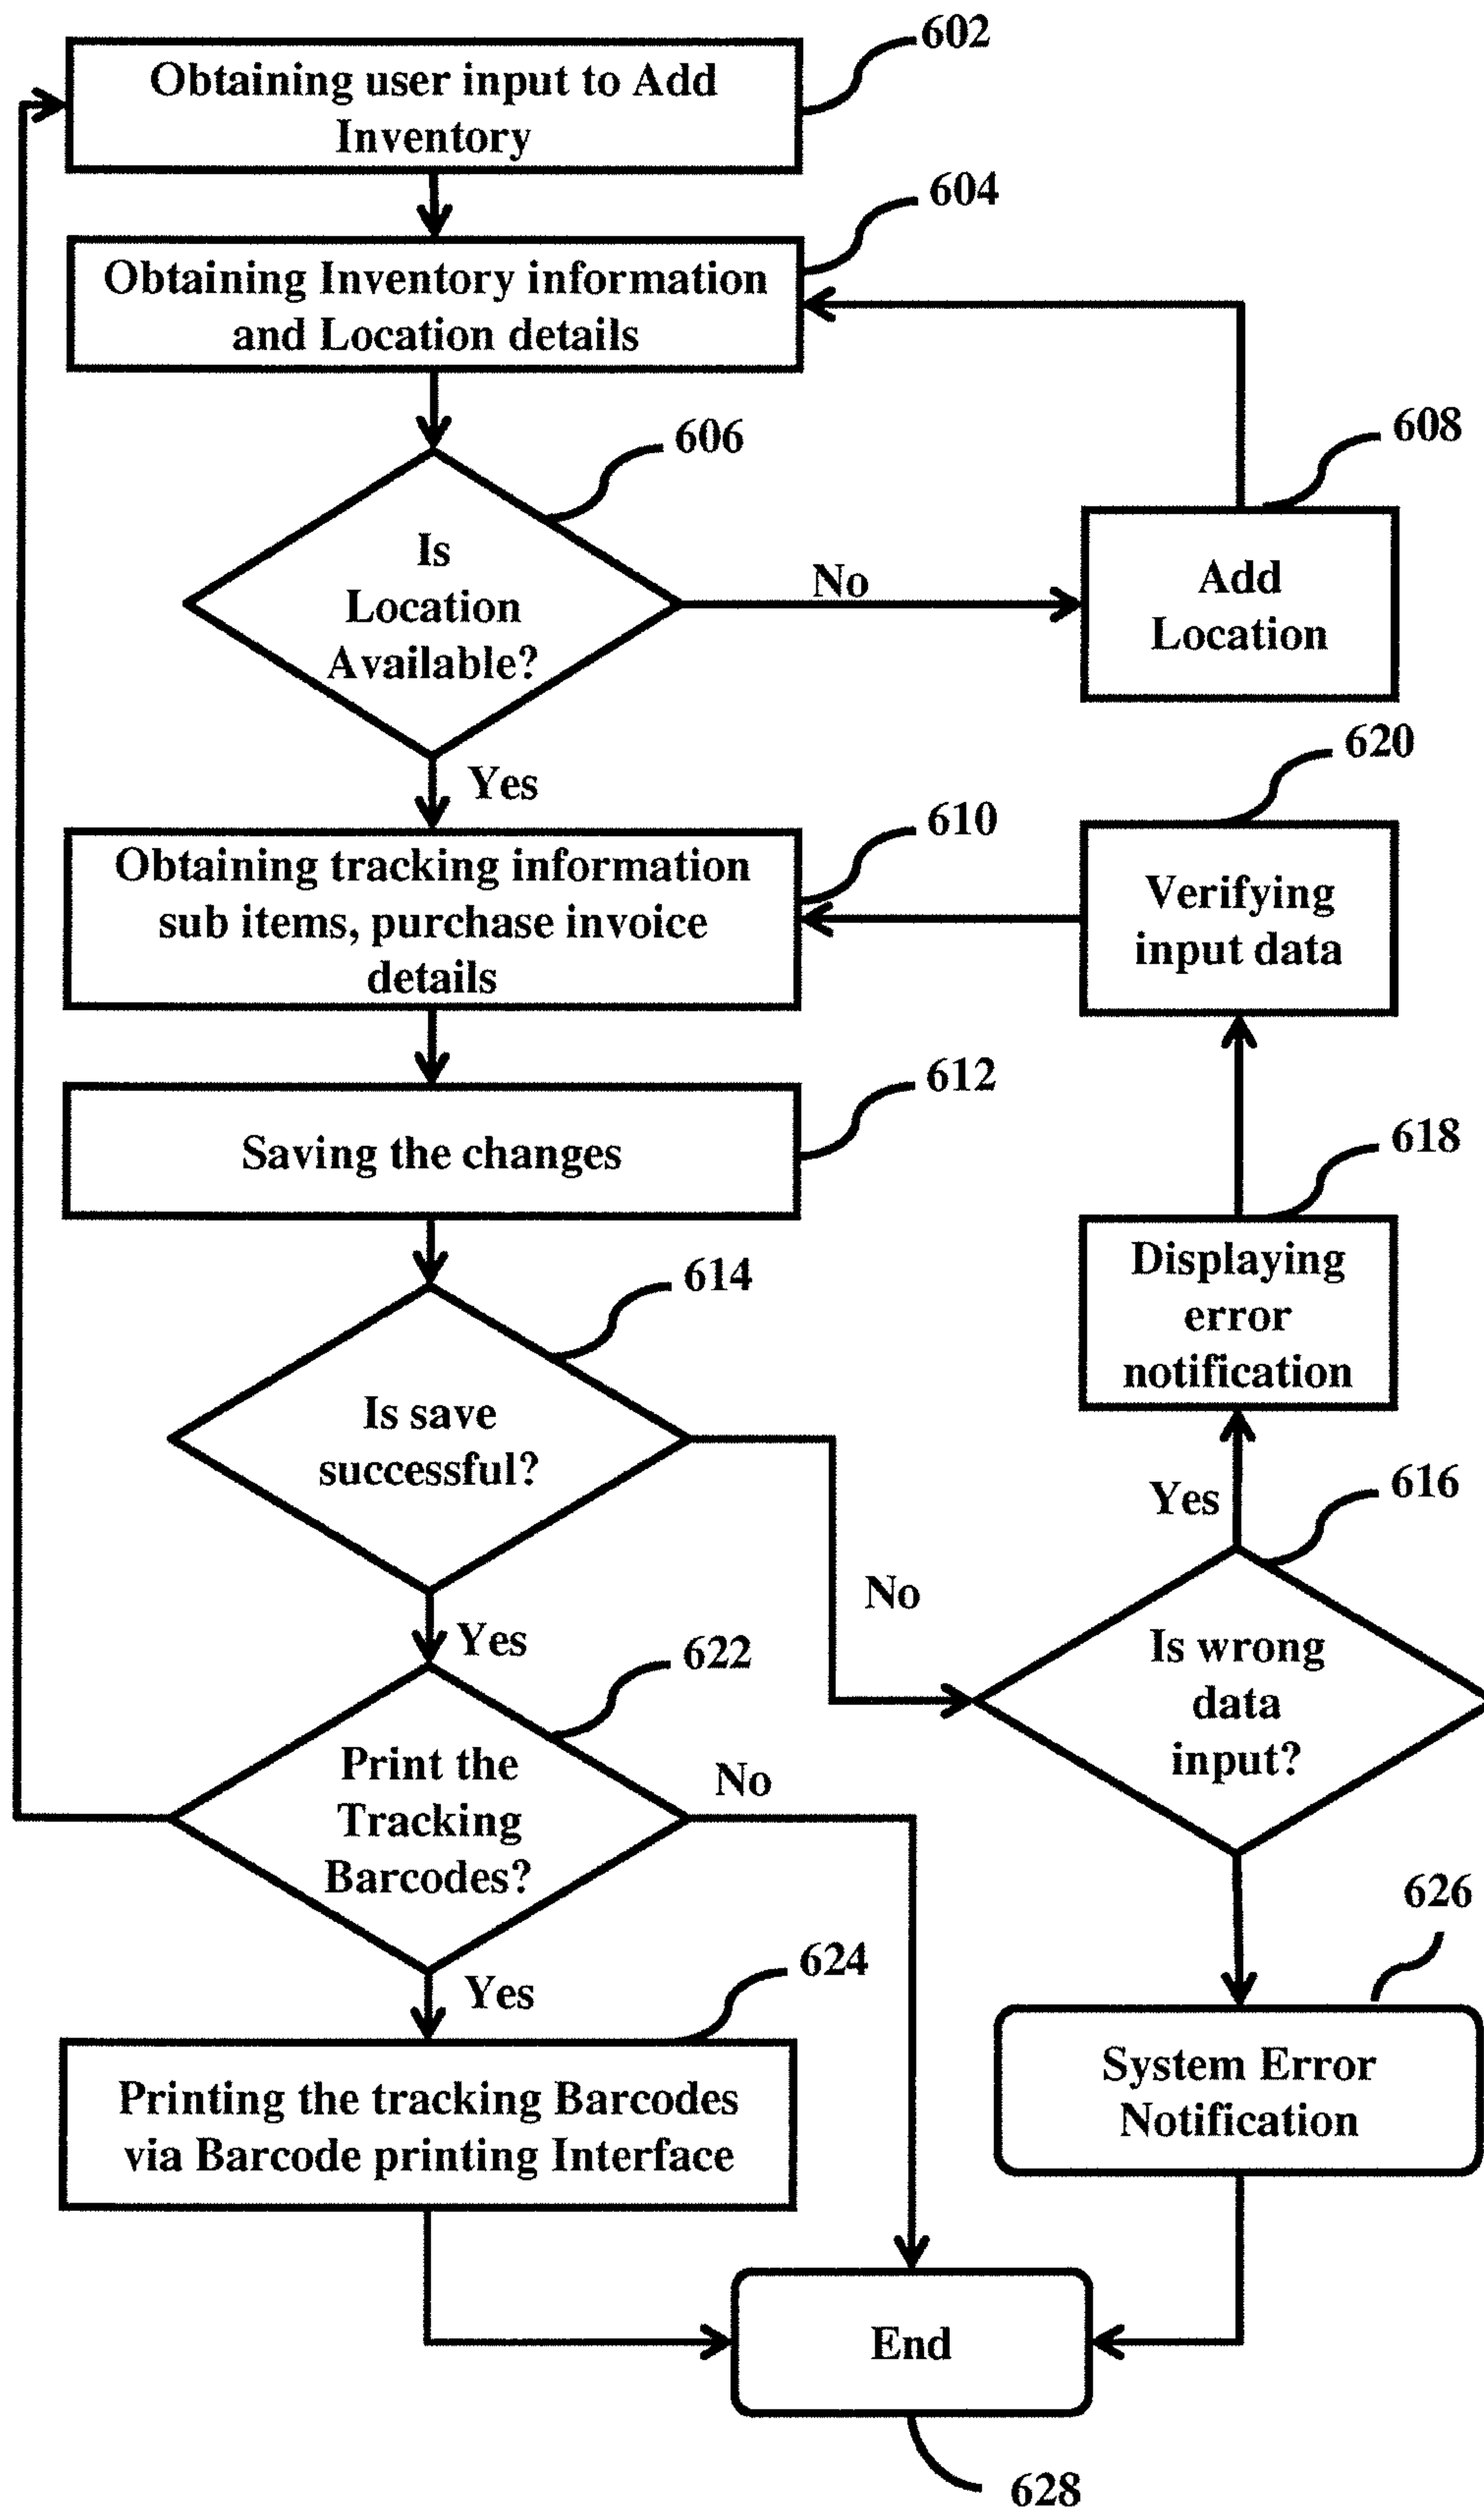 602
Obtaining user input to Add
Inventory
604
Obtaining Inventory information
and Location details
606
Is
Location
Available?
No
608
Add
Location
Yes
610
Obtaining tracking information
sub items, purchase invoice
details
620
Verifying
input data
612
Saving the changes
618
Displaying
error
notification
614
Is save
successful?
No
Yes
616
Is wrong
data
input?
Yes
622
Print the
Tracking
Barcodes?
No
Yes
624
Printing the tracking Barcodes
via Barcode printing Interface
626
System Error
Notification
End
628